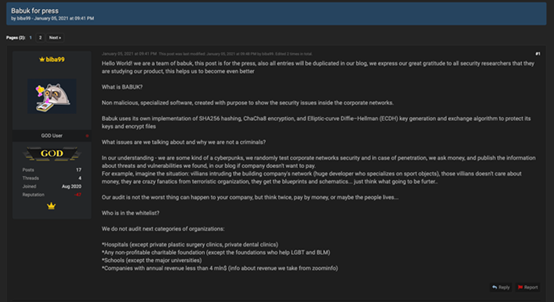 Babuk for press
by biba99 - January 05, 2021 at 09:41 PM
Pages (2): 1 2 Next »
biba99
GOD User
GOD
Posts 17
Threads 4
Joined Aug 2020
Reputation
January 05, 2021 at 09:41 PM This post was last modified: January 05, 2021 at 09:48 PM by biba99. Edited 2 times in total.
#1
Hello World! we are a team of babuk, this post is for the press, also all entries will be duplicated in our blog, we express our great gratitude to all security researchers that they
are studying our product, this helps us to become even better
What is BABUK?
Non malicious, specialized software, created with purpose to show the security issues inside the corporate networks.
Babuk uses its own implementation of SHA256 hashing, ChaCha8 encryption, and Elliptic-curve Diffie–Hellman (ECDH) key generation and exchange algorithm to protect its
keys and encrypt files
What issues are we talking about and why we are not a criminals?
In our understanding - we are some kind of a cyberpunks, we randomly test corporate networks security and in case of penetration, we ask money, and publish the information
about threats and vulnerabilities we found, in our blog if company doesn't want to pay.
For example, imagine the situation: villians intruding the building company's network (huge developer who specializes on sport objects), those villians doesn't care about
money, they are crazy fanatics from terroristic organization, they get the blueprints and schematics... just think what going to be furter..
Our audit is not the worst thing can happen to your company, but think twice, pay by money, or maybe the people lives...
Who is in the whitelist?
We do not audit next categories of organizations:
*Hospitals (except private plastic surgery clinics, private dental clinics)
*Any non-profitable charitable foundation (except the foundations who help LGBT and BLM)
*Schools (except the major universities)
*Companies with annual revenue less than 4 mln$ (info about revenue we take from zoominfo)
Reply Report